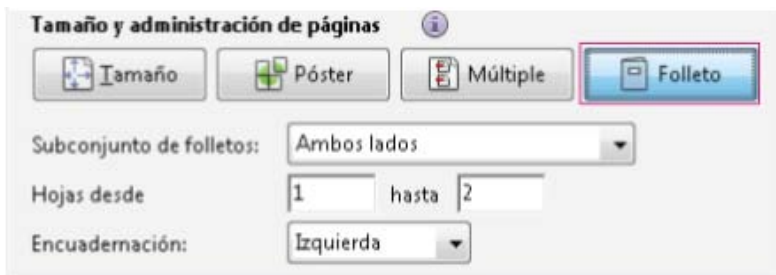 Tamaño y administración de páginas
Tamaño Póster Múltiple Folleto
Subconjunto de folletos: Ambos lados
Hojas desde 1 hasta 2
Encuadernación: Izquierda